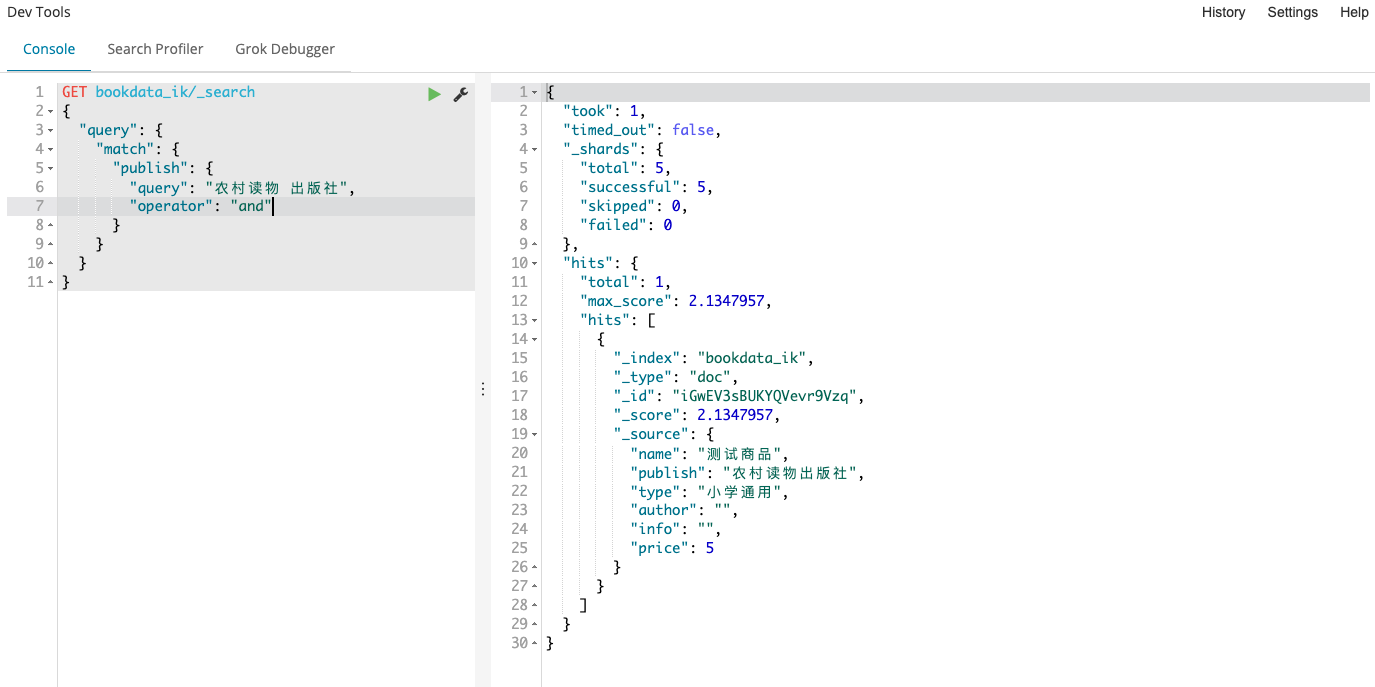 Dev Tools
History Settings Help
Console Search Profiler Grok Debugger
1 GET bookdata_ik/_search
2 {
3 "query": {
4 "match": {
5 "publish": {
6 "query": "农村读物 出版社",
7 "operator": "and"
8 }
9 }
10 }
11 }
1 {
2 "took": 1,
3 "timed_out": false,
4 "_shards": {
5 "total": 5,
6 "successful": 5,
7 "skipped": 0,
8 "failed": 0
9 },
10 "hits": {
11 "total": 1,
12 "max_score": 2.1347957,
13 "hits": [
14 {
15 "_index": "bookdata_ik",
16 "_type": "doc",
17 "_id": "iGwEV3sBUKYQVevr9Vzq",
18 "_score": 2.1347957,
19 "_source": {
20 "name": "测试商品",
21 "publish": "农村读物出版社",
22 "type": "小学通用",
23 "author": "",
24 "info": "",
25 "price": 5
26 }
27 }
28 ]
29 }
30 }